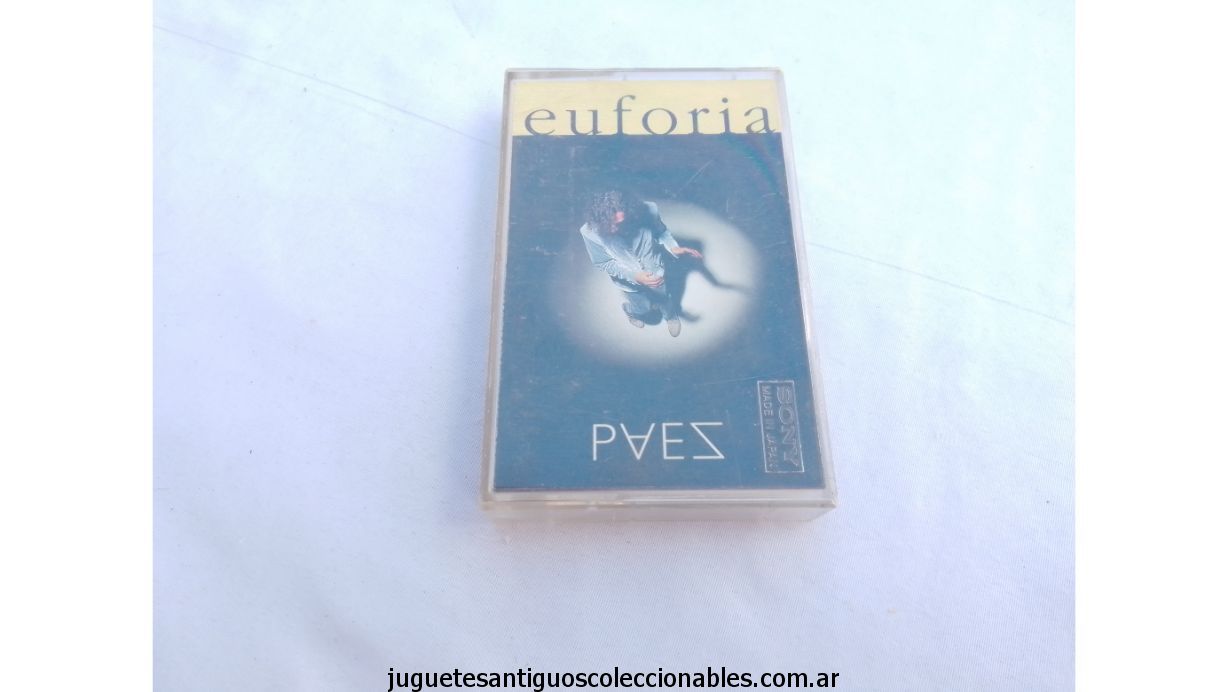 euforia
PAEZ
SONY
MADE IN JAPAN
juguetesantiguoscoleccionables.com.ar